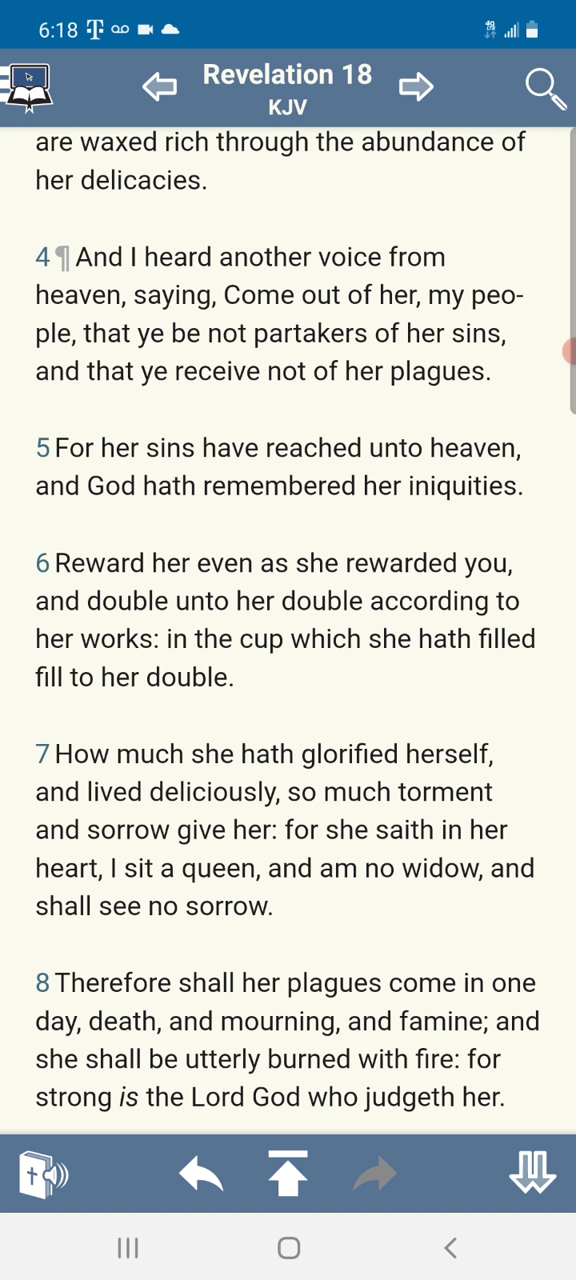 6:18
4G LTE
Revelation 18
KJV
are waxed rich through the abundance of
her delicacies.
4 ¶ And I heard another voice from
heaven, saying, Come out of her, my peo-
ple, that ye be not partakers of her sins,
and that ye receive not of her plagues.
5 For her sins have reached unto heaven,
and God hath remembered her iniquities.
6 Reward her even as she rewarded you,
and double unto her double according to
her works: in the cup which she hath filled
fill to her double.
7 How much she hath glorified herself,
and lived deliciously, so much torment
and sorrow give her: for she saith in her
heart, I sit a queen, and am no widow, and
shall see no sorrow.
8 Therefore shall her plagues come in one
day, death, and mourning, and famine; and
she shall be utterly burned with fire: for
strong is the Lord God who judgeth her.